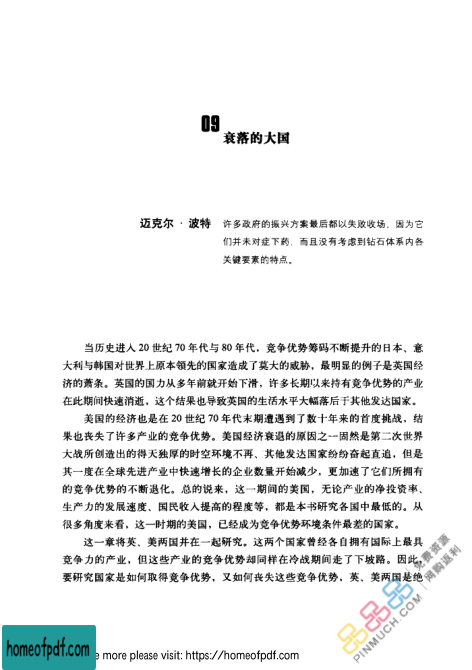 09
衰落的大国
迈克尔·波特
许多政府的振兴方案最后都以失败收场，因为它
们并未对症下药，而且没有考虑到钻石体系内各
关键要素的特点。
当历史进入 20 世纪 70 年代与 80 年代，竞争优势筹码不断提升的日本、意
大利与韩国对世界上原本领先的国家造成了莫大的威胁，最明显的例子是英国经
济的萧条。英国的国力从多年前就开始下滑，许多长期以来持有竞争优势的产业
在此期间快速消逝，这个结果也导致英国的生活水平大幅落后于其他发达国家。
美国的经济也是在 20 世纪 70 年代末期遭遇到了数十年来的首度挑战，结
果也丧失了许多产业的竞争优势。美国经济衰退的原因之一固然是第二次世界
大战所创造出的得天独厚的时空环境不再、其他发达国家纷纷奋起直追，但是
其一度在全球先进产业中快速增长的企业数量开始减少，更加速了它们所拥有
的竞争优势的不断退化。总的说来，这一期间的美国，无论产业的净投资率、
生产力的发展速度、国民收入提高的程度等，都是本书研究各国中最低的。从
很多角度来看，这一时期的美国，已经成为竞争优势环境条件最差的国家。
这一章将英、美两国并在一起研究。这两个国家曾经各自拥有国际上最具
竞争力的产业，但这些产业的竞争优势却同样在冷战期间走了下坡路。因此，
要研究国家是如何取得竞争优势，又如何丧失这些竞争优势，英、美两国是绝
免费资源
网购返利
PINMUCH.COM
homeofpdf.com
e more please visit: https://homeofpdf.com